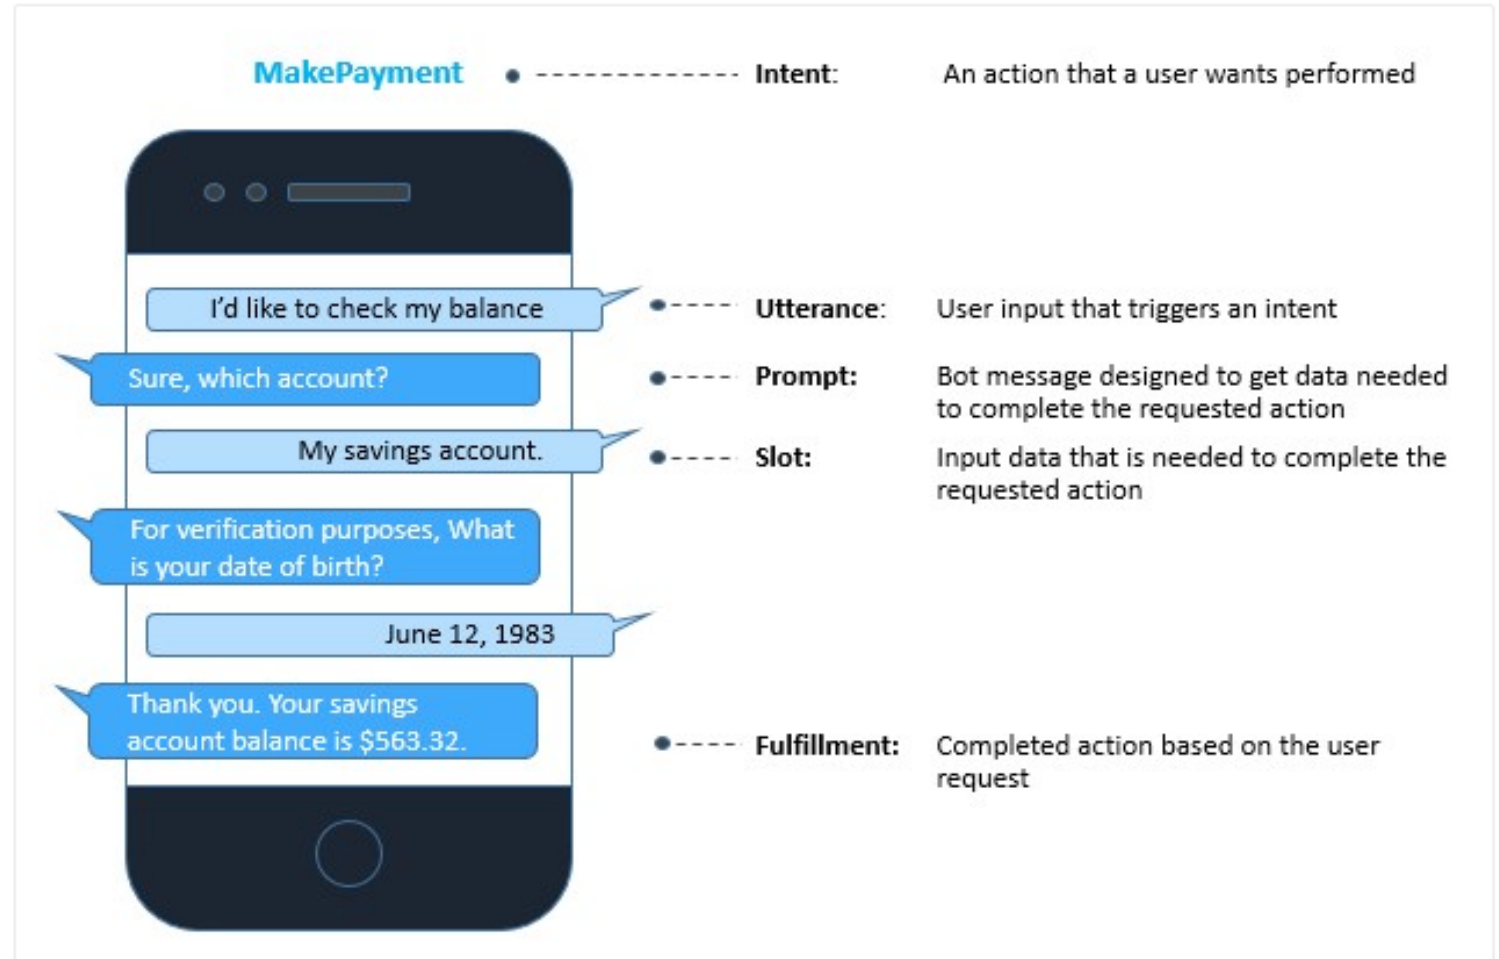 MakePayment
Intent: An action that a user wants performed
I'd like to check my balance
Utterance: User input that triggers an intent
Sure, which account?
Prompt: Bot message designed to get data needed
to complete the requested action
My savings account.
Slot: Input data that is needed to complete the
requested action
For verification purposes, What
is your date of birth?
June 12, 1983
Thank you. Your savings
account balance is $563.32.
Fulfillment: Completed action based on the user
request